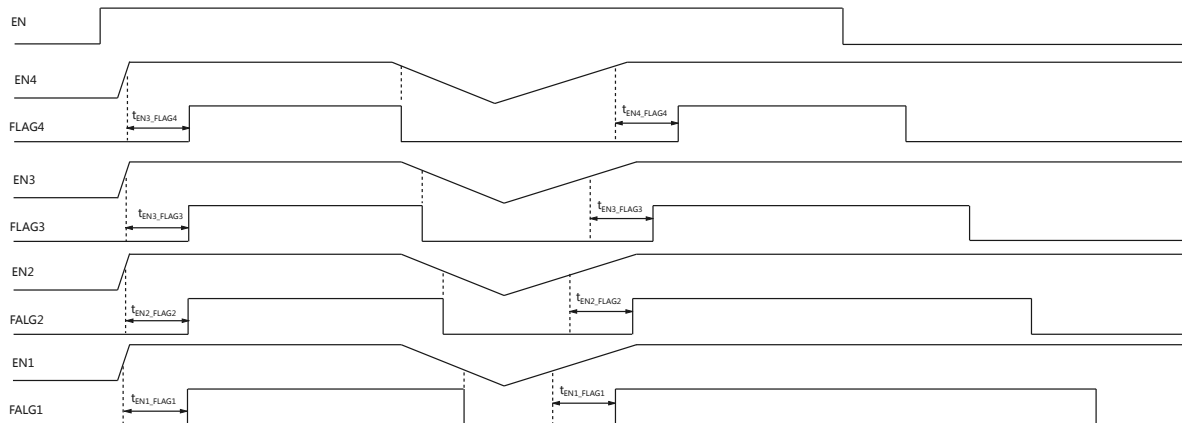 EN
EN4
FLAG4
tEN3_FLAG4
tEN4_FLAG4
EN3
FLAG3
tEN3_FLAG3
tEN3_FLAG3
EN2
FALG2
tEN2_FLAG2
tEN2_FLAG2
EN1
FALG1
tEN1_FLAG1
tEN1_FLAG1